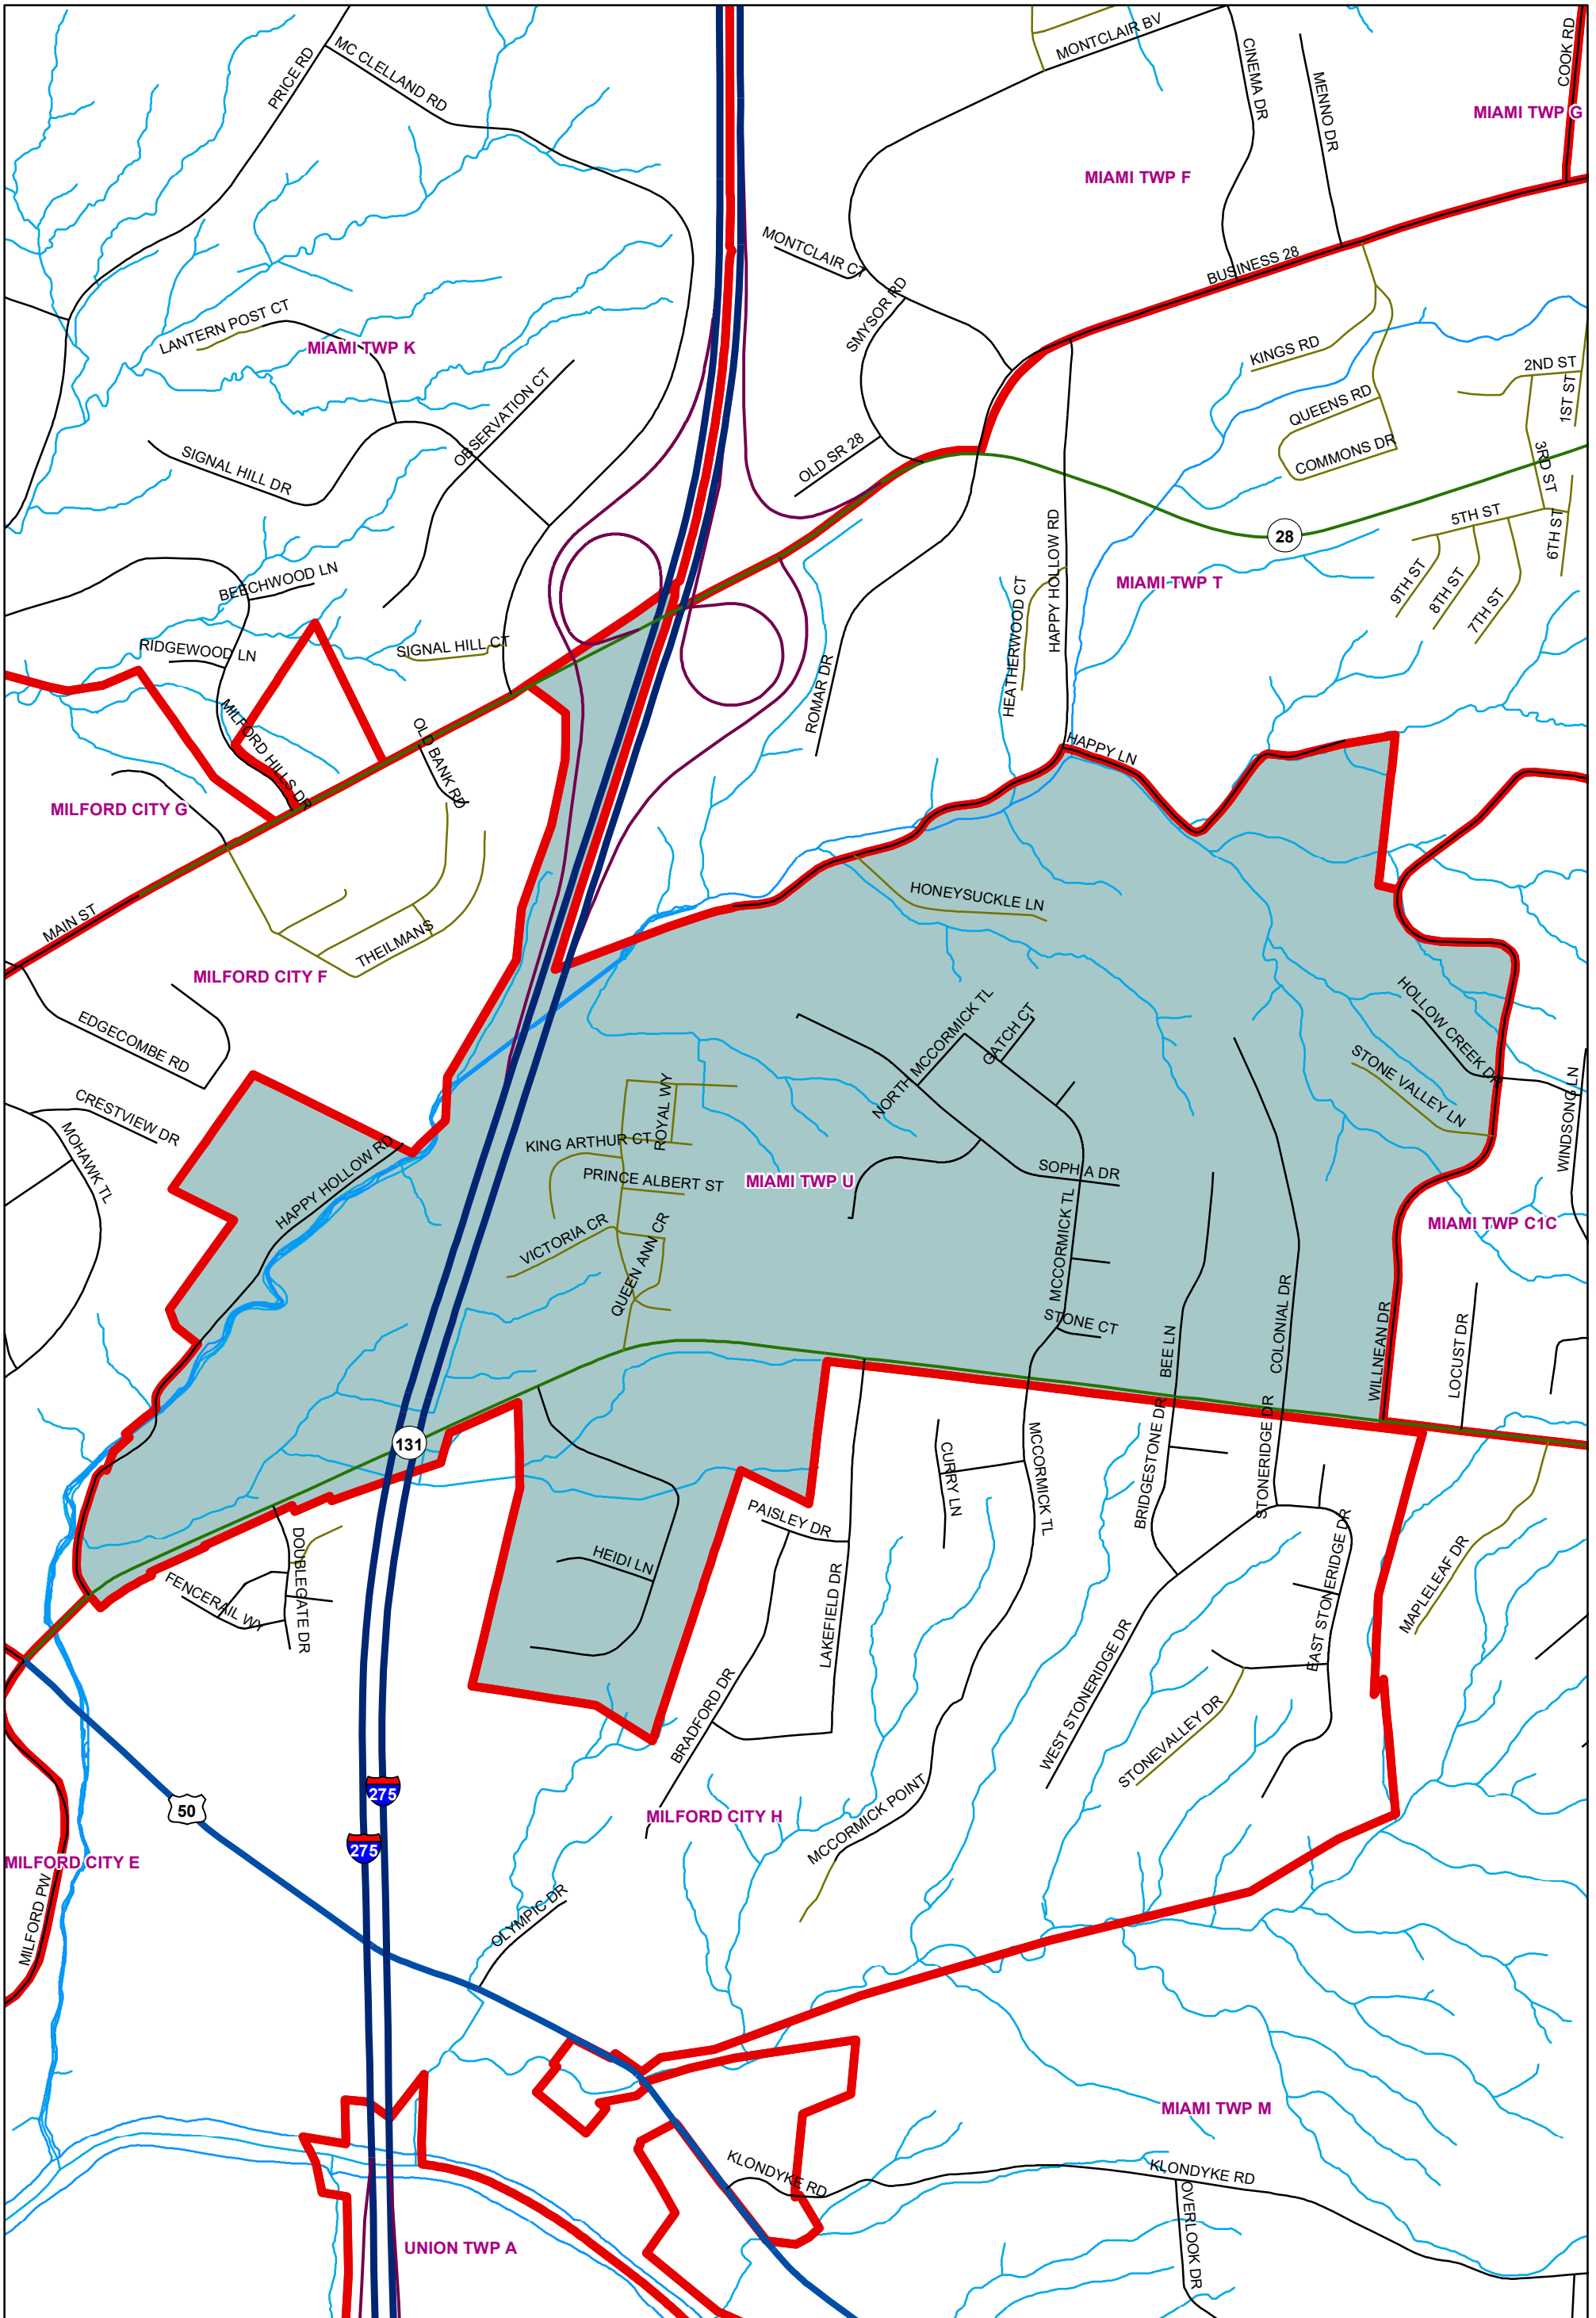 PRICE RD
MC CLELLAND RD
MONTCLAIR BV
CINEMA DR
MENNO DR
COOK RD
MIAMI TWP G
MIAMI TWP F
MONTCLAIR CT
BUSINESS 28
SMYSOR RD
LANTERN POST CT
MIAMI TWP K
KINGS RD
2ND ST
1ST ST
QUEENS RD
OBSERVATION CT
COMMONS DR
3RD ST
SIGNAL HILL DR
OLD SR 28
5TH ST
6TH ST
28
HAPPY HOLLOW RD
BEECHWOOD LN
HEATHERWOOD CT
MIAMI TWP T
9TH ST
8TH ST
7TH ST
RIDGEWOOD LN
SIGNAL HILL CT
ROMAR DR
MILFORD HILLS DR
OLD BANK RD
HAPPY LN
MILFORD CITY G
HONEYSUCKLE LN
MAIN ST
THEILMANS
MILFORD CITY F
HOLLOW CREEK DR
EDGECOMBE RD
NORTH MCCORMICK TL
GATCH CT
STONE VALLEY LN
CRESTVIEW DR
MOHAWK TL
ROYAL WY
WINDSONG LN
KING ARTHUR CT
HAPPY HOLLOW RD
PRINCE ALBERT ST
MIAMI TWP U
SOPHIA DR
VICTORIA CR
QUEEN ANN CR
MCCORMICK TL
MIAMI TWP C1C
STONE CT
BEE LN
COLONIAL DR
WILLNEAN DR
LOCUST DR
131
CURRY LN
MCCORMICK TL
BRIDGESTONE DR
STONERIDGE DR
PAISLEY DR
DOUBLEGATE DR
HEIDI LN
FENCERAIL WY
LAKEFIELD DR
EAST STONERIDGE DR
MAPLELEAF DR
BRADFORD DR
WEST STONERIDGE DR
STONEVALLEY DR
275
50
MILFORD CITY H
MCCORMICK POINT
275
MILFORD CITY E
MILFORD PW
OLYMPIC DR
MIAMI TWP M
KLONDYKE RD
KLONDYKE RD
OVERLOOK DR
UNION TWP A